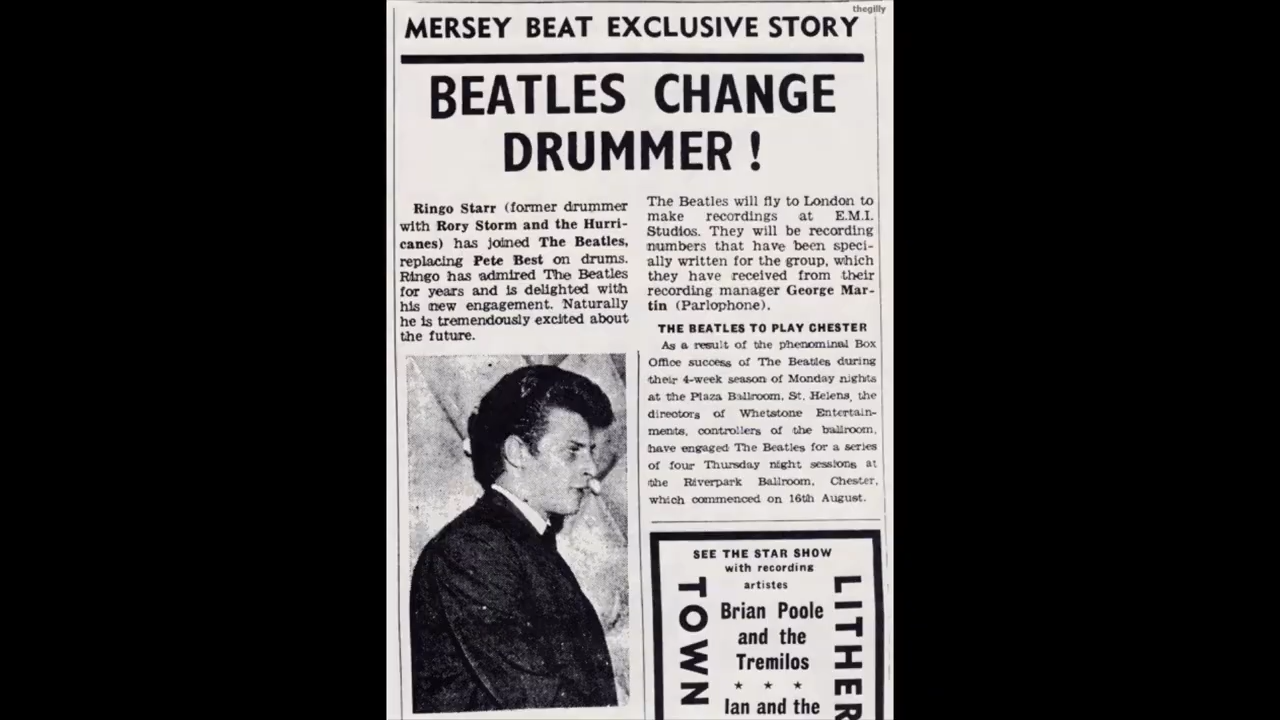 thegilly
MERSEY BEAT EXCLUSIVE STORY
BEATLES CHANGE
DRUMMER !
Ringo Starr (former drummer
with Rory Storm and the Hurri-
canes) has joined The Beatles,
replacing Pete Best on drums.
Ringo has admired The Beatles
for years and is delighted with
his new engagement. Naturally
he is tremendously excited about
the future.
The Beatles will fly to London to
make recordings at E.M.I.
Studios. They will be recording
numbers that have been speci-
ally written for the group, which
they have received from their
recording manager George Mar-
tin (Parlophone).
THE BEATLES TO PLAY CHESTER
As a result of the phenominal Box
Office success of The Beatles during
their 4-week season of Monday nights
at the Plaza Ballroom, St. Helens, the
directors of Whetstone Entertain-
ments, controllers of the ballroom,
have engaged The Beatles for a series
of four Thursday night sessions at
the Riverpark Ballroom, Chester,
which commenced on 16th August.
SEE THE STAR SHOW
with recording
artistes
TOWN
Brian Poole
and the
Tremilos
* * *
Ian and the
LITHER